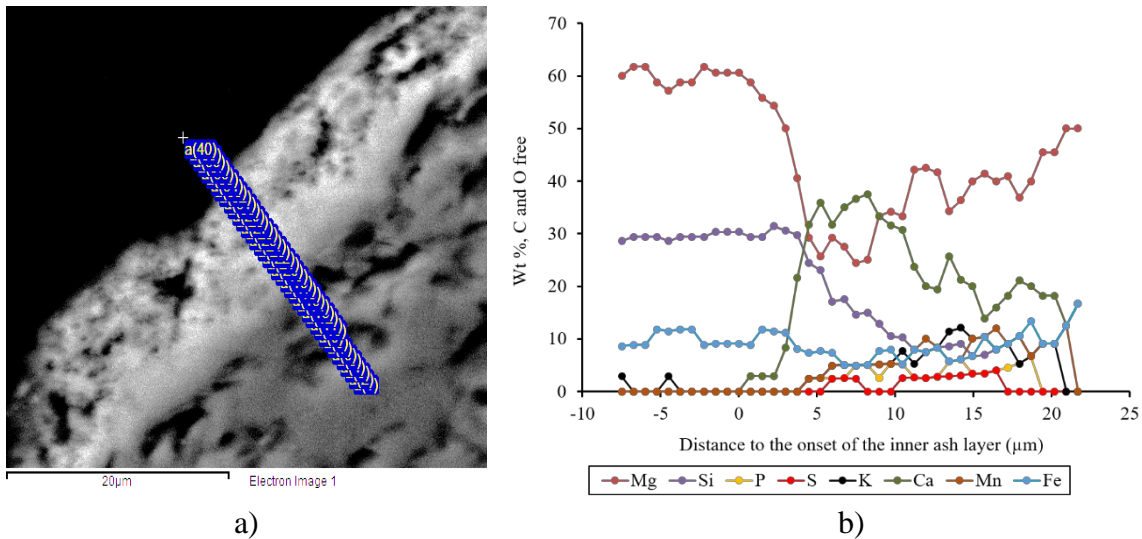 a(40)
20µm
Electron Image 1
a)
Wt %, C and O free
70
60
50
40
30
20
10
0
-10 -5 0 5 10 15 20 25
Distance to the onset of the inner ash layer (µm)
Mg Si P S K Ca Mn Fe
b)